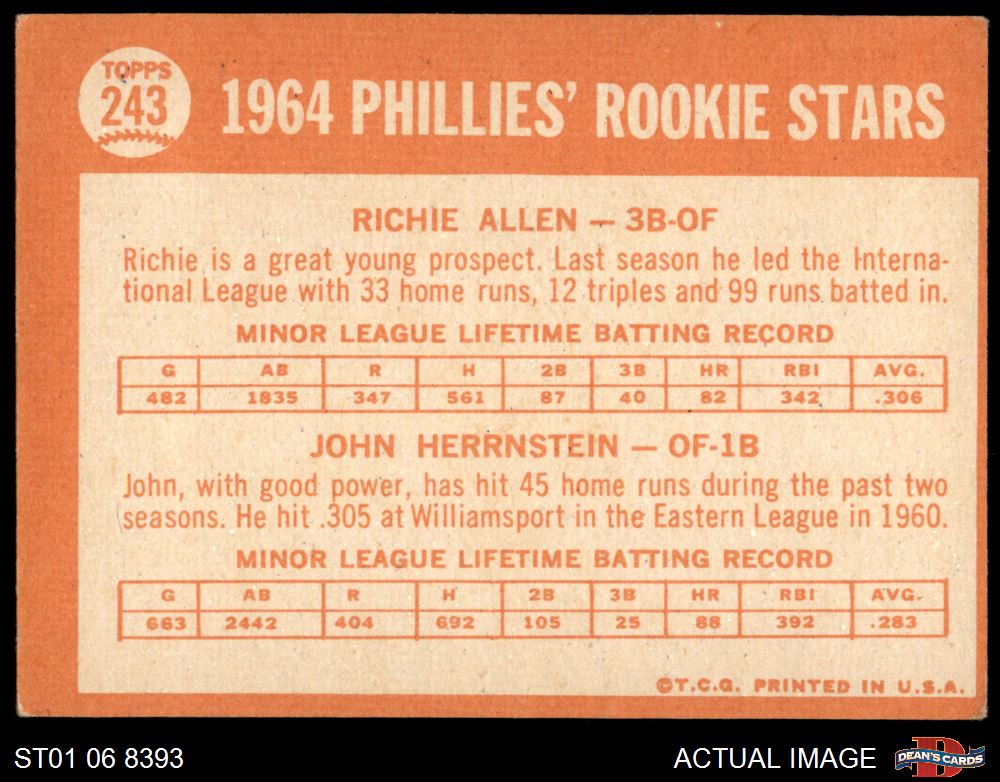 TOPPS
243
1964 PHILLIES' ROOKIE STARS
RICHIE ALLEN — 3B-OF
Richie is a great young prospect. Last season he led the Interna-
tional League with 33 home runs, 12 triples and 99 runs batted in.
MINOR LEAGUE LIFETIME BATTING RECORD
G AB R H 2B 3B HR RBI AVG.
482 1835 347 561 87 40 82 342 .306
JOHN HERRNSTEIN — OF-1B
John, with good power, has hit 45 home runs during the past two
seasons. He hit .305 at Williamsport in the Eastern League in 1960.
MINOR LEAGUE LIFETIME BATTING RECORD
G AB R H 2B 3B HR RBI AVG.
663 2442 404 692 105 25 88 392 .283
©T.C.G. PRINTED IN U.S.A.
ST01 06 8393
ACTUAL IMAGE
D
DEAN'S CARDS